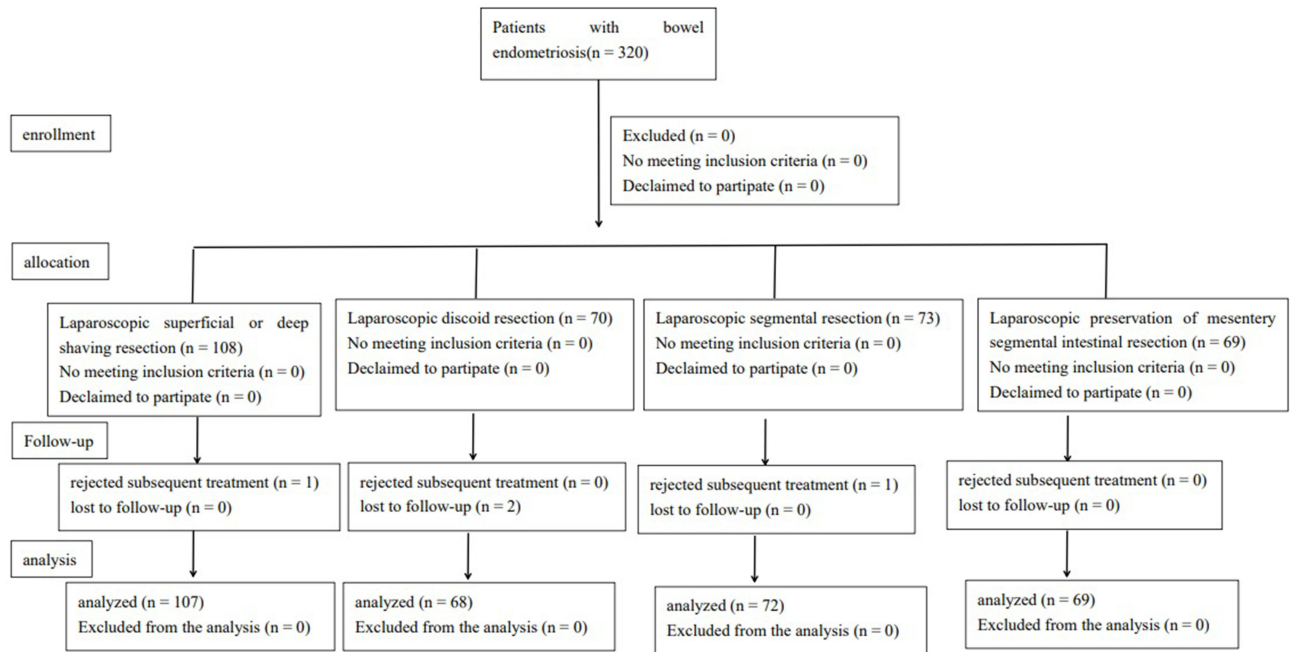 Patients with bowel
endometriosis(n = 320)
enrollment
Excluded (n = 0)
No meeting inclusion criteria (n = 0)
Declaimed to partipate (n = 0)
allocation
Laparoscopic superficial or deep
shaving resection (n = 108)
No meeting inclusion criteria (n = 0)
Declaimed to partipate (n = 0)
Laparoscopic discoid resection (n = 70)
No meeting inclusion criteria (n = 0)
Declaimed to partipate (n = 0)
Laparoscopic segmental resection (n = 73)
No meeting inclusion criteria (n = 0)
Declaimed to partipate (n = 0)
Laparoscopic preservation of mesentery
segmental intestinal resection (n = 69)
No meeting inclusion criteria (n = 0)
Declaimed to partipate (n = 0)
Follow-up
rejected subsequent treatment (n = 1)
lost to follow-up (n = 0)
rejected subsequent treatment (n = 0)
lost to follow-up (n = 2)
rejected subsequent treatment (n = 1)
lost to follow-up (n = 0)
rejected subsequent treatment (n = 0)
lost to follow-up (n = 0)
analysis
analyzed (n = 107)
Excluded from the analysis (n = 0)
analyzed (n = 68)
Excluded from the analysis (n = 0)
analyzed (n = 72)
Excluded from the analysis (n = 0)
analyzed (n = 69)
Excluded from the analysis (n = 0)